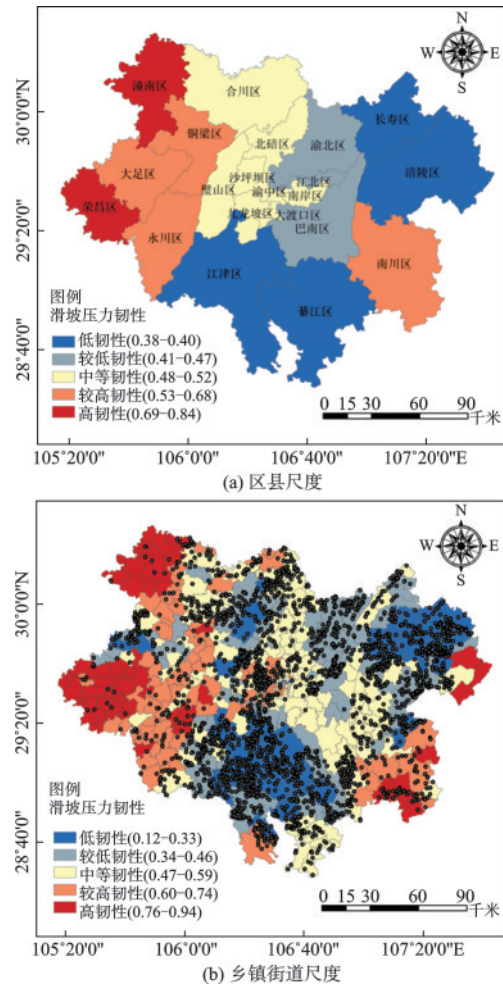 N
W E
S
30°0'0"N
29°20'0"
28°40'0"
潼南区
合川区
长寿区
铜梁区
渝北区
北碚区
涪陵区
大足区
沙坪坝区
江北区
璧山区
渝中区
南岸区
荣昌区
九龙坡区
大渡口区
永川区
巴南区
南川区
江津区
綦江区
图例
滑坡压力韧性
低韧性(0.38-0.40)
较低韧性(0.41-0.47)
中等韧性(0.48-0.52)
较高韧性(0.53-0.68)
高韧性(0.69-0.84)
0 15 30 60 90
千米
105°20'0" 106°0'0" 106°40'0" 107°20'0"E
(a) 区县尺度
N
W E
S
30°0'0"N
29°20'0"
28°40'0"
图例
滑坡压力韧性
低韧性(0.12-0.33)
较低韧性(0.34-0.46)
中等韧性(0.47-0.59)
较高韧性(0.60-0.74)
高韧性(0.76-0.94)
0 15 30 60 90
千米
105°20'0" 106°0'0" 106°40'0" 107°20'0"E
(b) 乡镇街道尺度